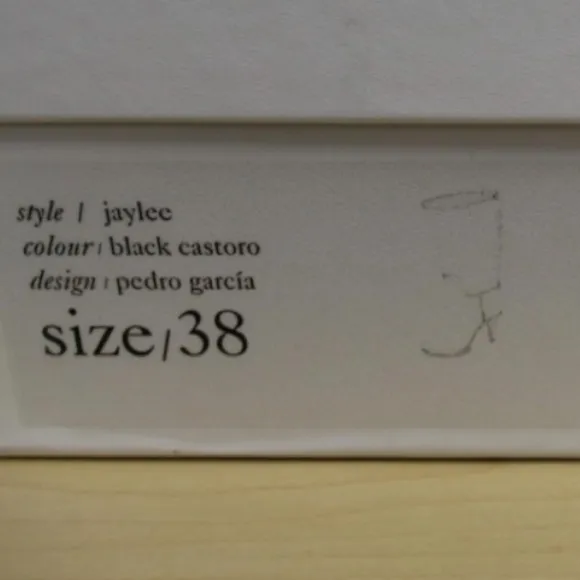 style | jaylee
colour | black castoro
design | pedro garcía
size/38